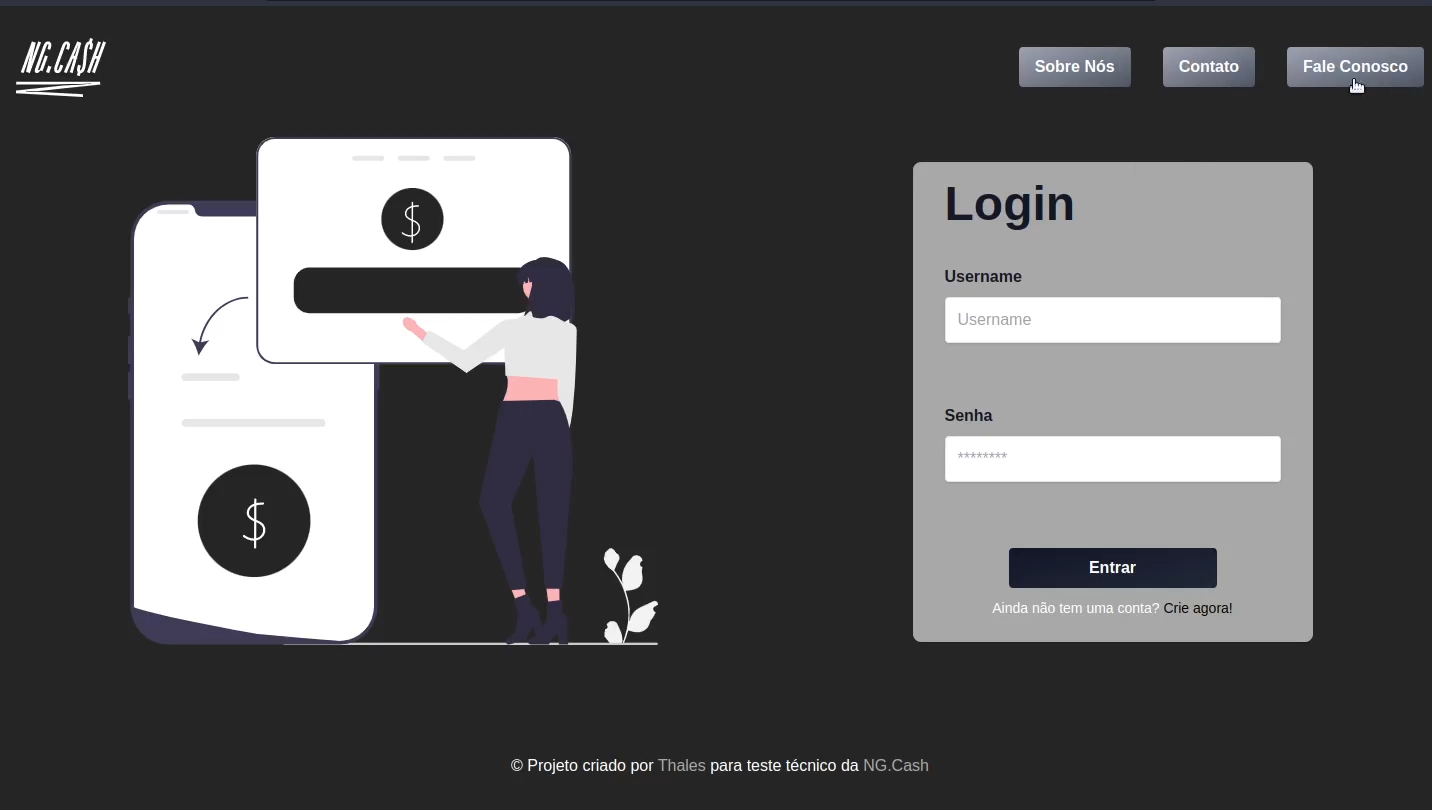 NG.CA$H
Sobre Nós
Contato
Fale Conosco
$
Login
Username
Username
Senha
********
$
Entrar
Ainda não tem uma conta? Crie agora!
© Projeto criado por Thales para teste técnico da NG.Cash